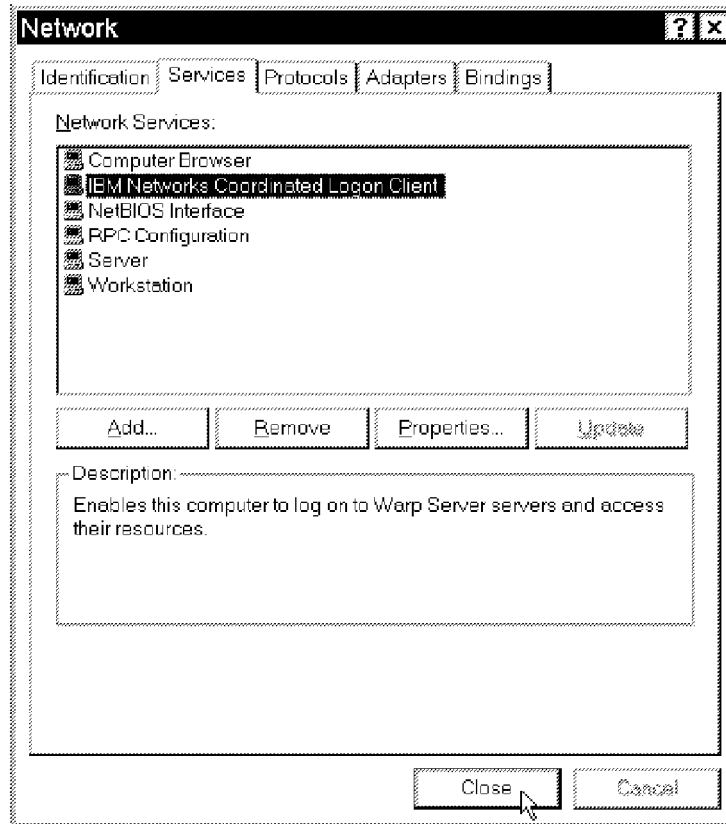 Network
Identification Services Protocols Adapters Bindings
Network Services:
Computer Browser
IBM Networks Coordinated Logon Client
NetBIOS Interface
RPC Configuration
Server
Workstation
Add... Remove Properties... Update
Description:
Enables this computer to log on to Warp Server servers and access
their resources.
Close Cancel